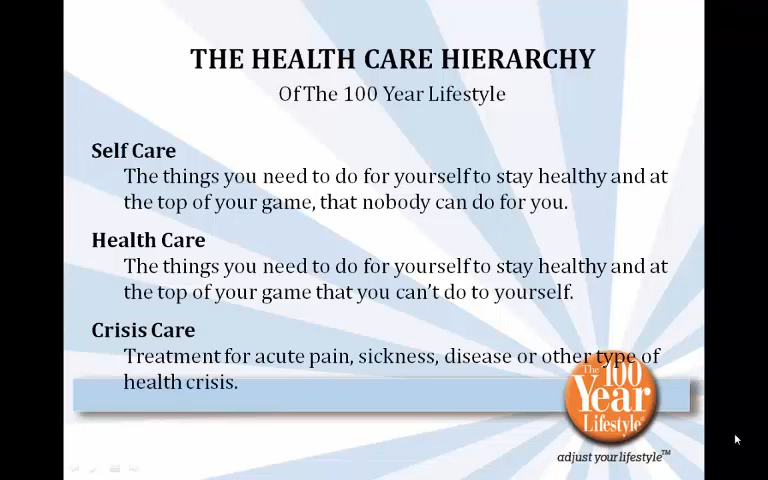 THE HEALTH CARE HIERARCHY
Of The 100 Year Lifestyle
Self Care
The things you need to do for yourself to stay healthy and at
the top of your game, that nobody can do for you.
Health Care
The things you need to do for yourself to stay healthy and at
the top of your game that you can't do to yourself.
Crisis Care
Treatment for acute pain, sickness, disease or other type of
health crisis.
The 100
Year
Lifestyle®
adjust your lifestyle™